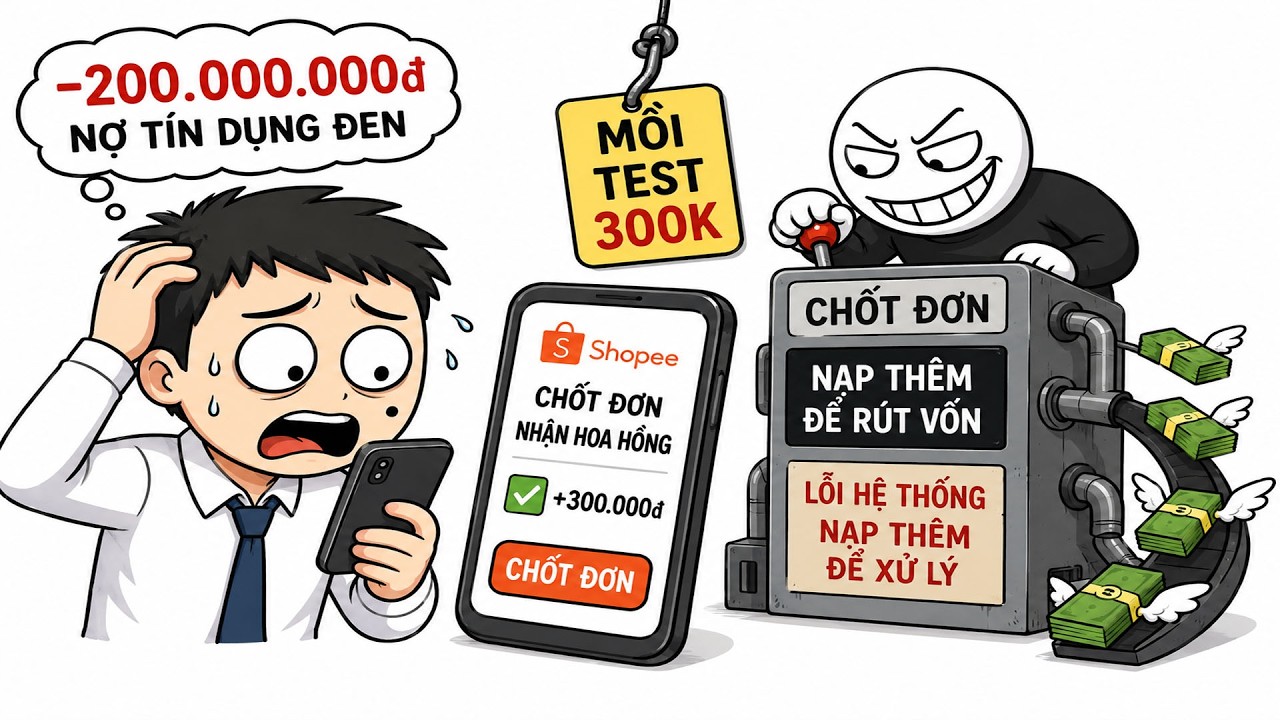 -200.000.000đ
NỢ TÍN DỤNG ĐEN
MỒI
TEST
300K
S Shopee
CHỐT ĐƠN
NHẬN HOA HỒNG
+300.000đ
CHỐT ĐƠN
CHỐT ĐƠN
NẠP THÊM
ĐỂ RÚT VỐN
LỖI HỆ THỐNG
NẠP THÊM
ĐỂ XỬ LÝ